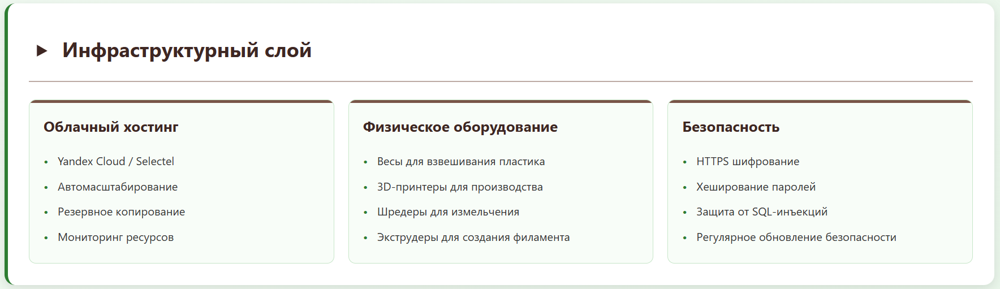 Инфраструктурный слой
Облачный хостинг
Yandex Cloud / Selectel
Автомасштабирование
Резервное копирование
Мониторинг ресурсов
Физическое оборудование
Весы для взвешивания пластика
3D-принтеры для производства
Шредеры для измельчения
Экструдеры для создания филамента
Безопасность
HTTPS шифрование
Хеширование паролей
Защита от SQL-инъекций
Регулярное обновление безопасности